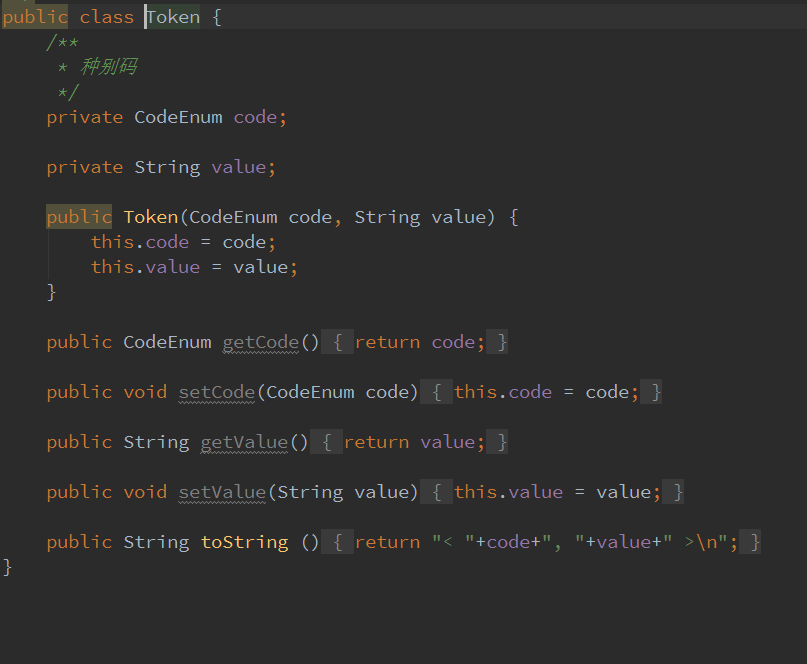 public class Token {
/**
* 种别码
*/
private CodeEnum code;
private String value;
public Token(CodeEnum code, String value) {
this.code = code;
this.value = value;
}
public CodeEnum getCode() { return code; }
public void setCode(CodeEnum code) { this.code = code; }
public String getValue() { return value; }
public void setValue(String value) { this.value = value; }
public String toString () { return "< "+code+", "+value+" >\n"; }
}